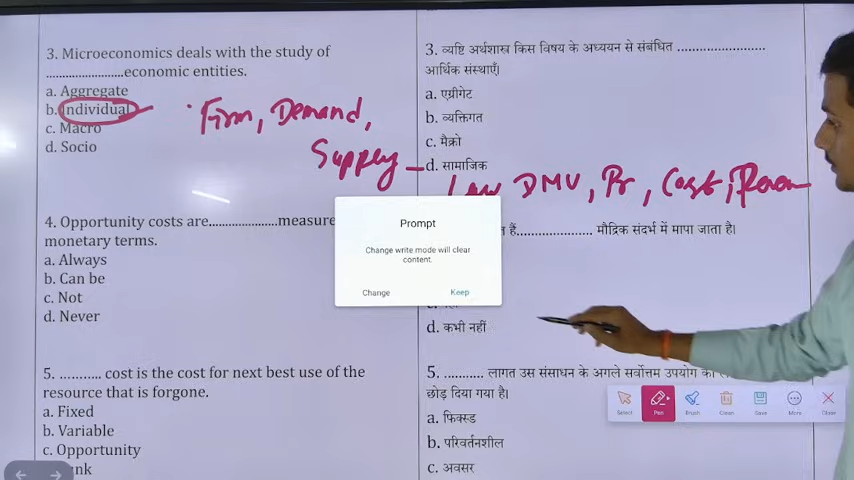 3. Microeconomics deals with the study of
.......................economic entities.
a. Aggregate
b. Individual
c. Macro
d. Socio
Firm, Demand,
Supply
Law DMU, Pr, Cost,
4. Opportunity costs are.....................measure
monetary terms.
a. Always
b. Can be
c. Not
d. Never
5. ........... cost is the cost for next best use of the
resource that is forgone.
a. Fixed
b. Variable
c. Opportunity
3. व्यष्टि अर्थशास्त्र किस विषय के अध्ययन से संबंधित ........................
आर्थिक संस्थाएँ।
a. एग्रीगेट
b. व्यक्तिगत
c. मैक्रो
d. सामाजिक
हैं..................... मौद्रिक संदर्भ में मापा जाता है।
d. कभी नहीं
5. ........... लागत उस संसाधन के अगले सर्वोत्तम उपयोग की
छोड़ दिया गया है।
a. फिक्स्ड
b. परिवर्तनशील
c. अवसर
Prompt
Change write mode will clear
content.
Change Keep
Select Pen Brush Clean Save More Close